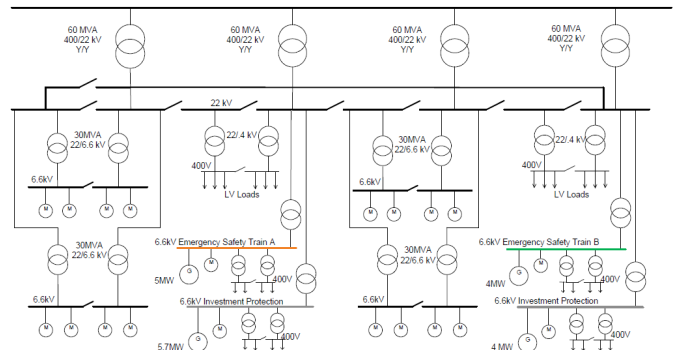 60 MVA
400/22 kV
Y/Y
60 MVA
400/22 kV
Y/Y
60 MVA
400/22 kV
Y/Y
60 MVA
400/22 kV
Y/Y
22 kV
30MVA
22/6.6 kV
22/.4 kV
30MVA
22/6.6 kV
22/.4 kV
400V
400V
6.6kV
6.6kV
LV Loads
LV Loads
M
M
M
M
M
M
M
M
30MVA
22/6.6 kV
6.6kV Emergency Safety Train A
30MVA
22/6.6 kV
6.6kV Emergency Safety Train B
M
M
G
G
5MW
400V
4MW
400V
6.6kV
6.6kV Investment Protection
6.6kV
6.6kV Investment Protection
M
M
M
M
G
M
M
M
M
M
G
M
400V
400V
5.7MW
4 MW